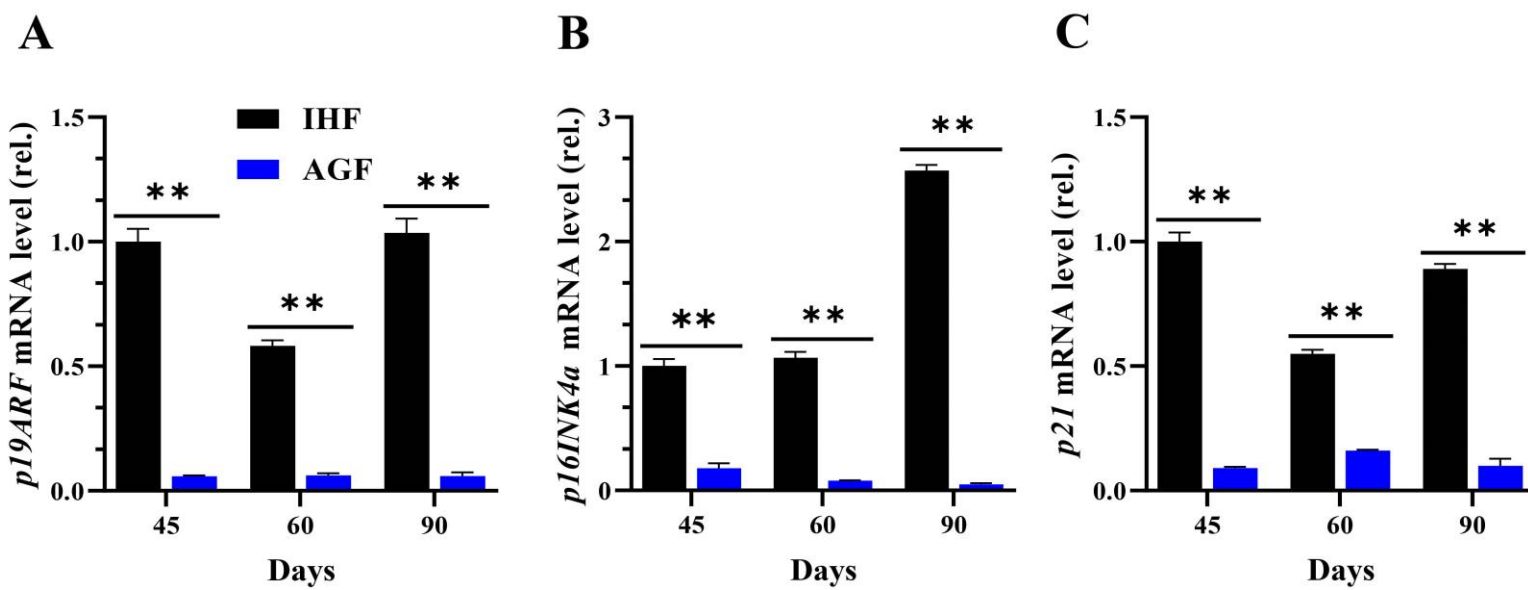 A
B
C
IHF
AGF
p19ARF mRNA level (rel.)
1.5
1.0
0.5
0.0
**
**
**
45 60 90
Days
p16INK4a mRNA level (rel.)
3
2
1
0
**
**
**
45 60 90
Days
p21 mRNA level (rel.)
1.5
1.0
0.5
0.0
**
**
**
45 60 90
Days